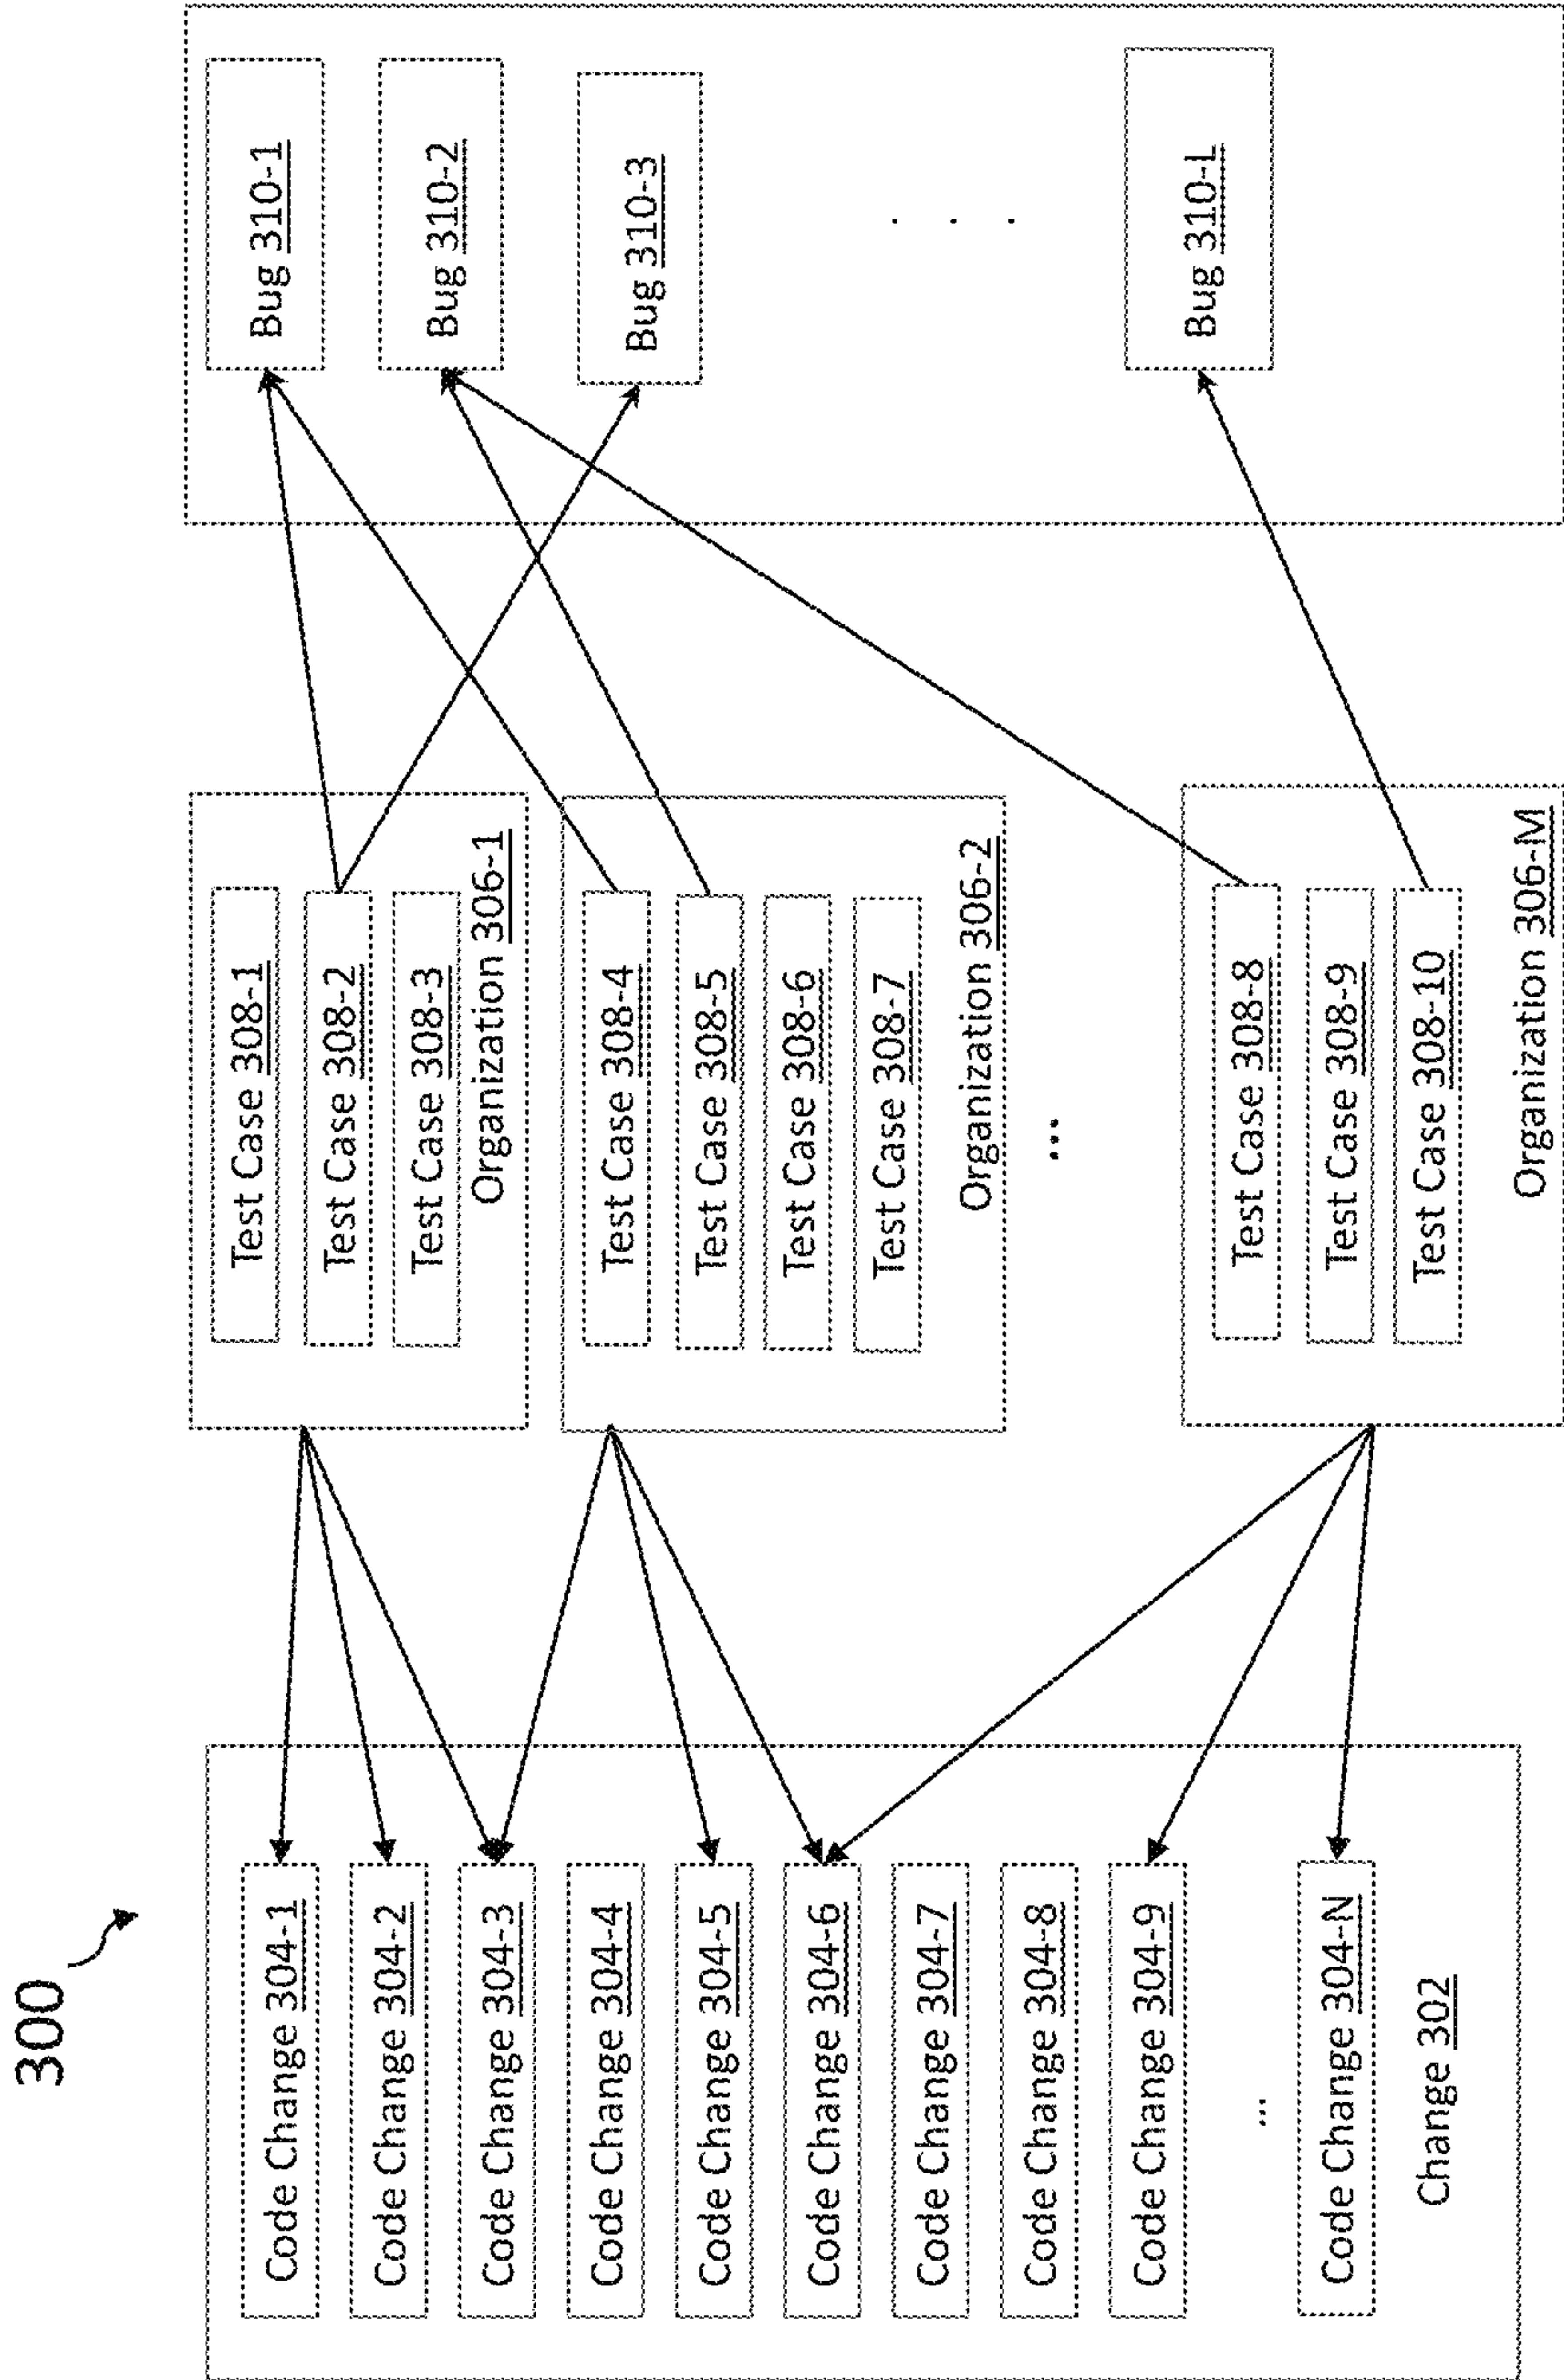 300
Code Change 304-1
Code Change 304-2
Code Change 304-3
Code Change 304-4
Code Change 304-5
Code Change 304-6
Code Change 304-7
Code Change 304-8
Code Change 304-9
...
Code Change 304-N
Change 302
Test Case 308-1
Test Case 308-2
Test Case 308-3
Organization 306-1
Test Case 308-4
Test Case 308-5
Test Case 308-6
Test Case 308-7
Organization 306-2
...
Test Case 308-8
Test Case 308-9
Test Case 308-10
Organization 306-M
Bug 310-1
Bug 310-2
Bug 310-3
. . .
Bug 310-L